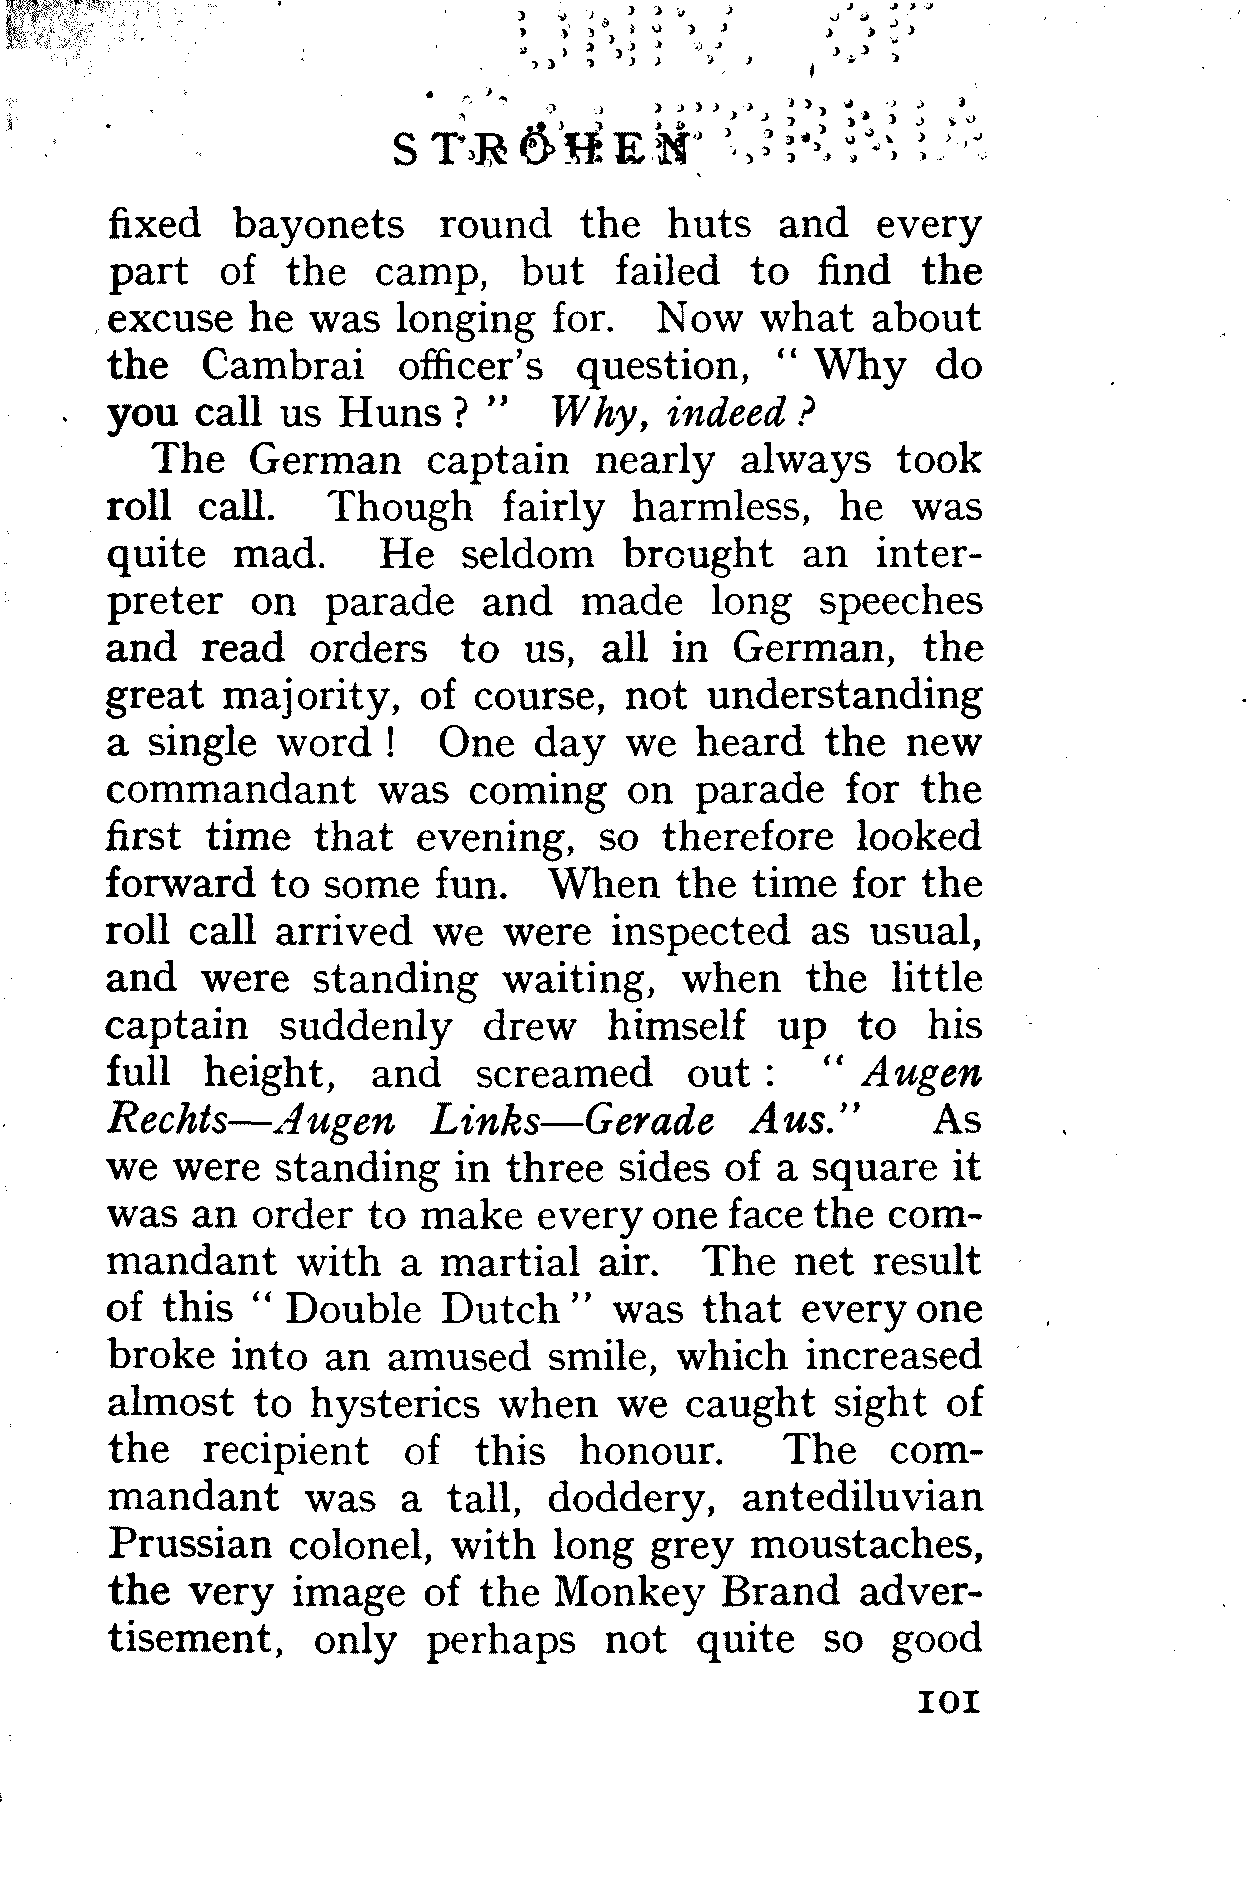 UNIV. OF
STRÖHEN
fixed bayonets round the huts and every
part of the camp, but failed to find the
excuse he was longing for. Now what about
the Cambrai officer's question, " Why do
you call us Huns ? " Why, indeed ?
The German captain nearly always took
roll call. Though fairly harmless, he was
quite mad. He seldom brought an inter-
preter on parade and made long speeches
and read orders to us, all in German, the
great majority, of course, not understanding
a single word ! One day we heard the new
commandant was coming on parade for the
first time that evening, so therefore looked
forward to some fun. When the time for the
roll call arrived we were inspected as usual,
and were standing waiting, when the little
captain suddenly drew himself up to his
full height, and screamed out : " Augen
Rechts—Augen Links—Gerade Aus." As
we were standing in three sides of a square it
was an order to make every one face the com-
mandant with a martial air. The net result
of this " Double Dutch " was that every one
broke into an amused smile, which increased
almost to hysterics when we caught sight of
the recipient of this honour. The com-
mandant was a tall, doddery, antediluvian
Prussian colonel, with long grey moustaches,
the very image of the Monkey Brand adver-
tisement, only perhaps not quite so good
101